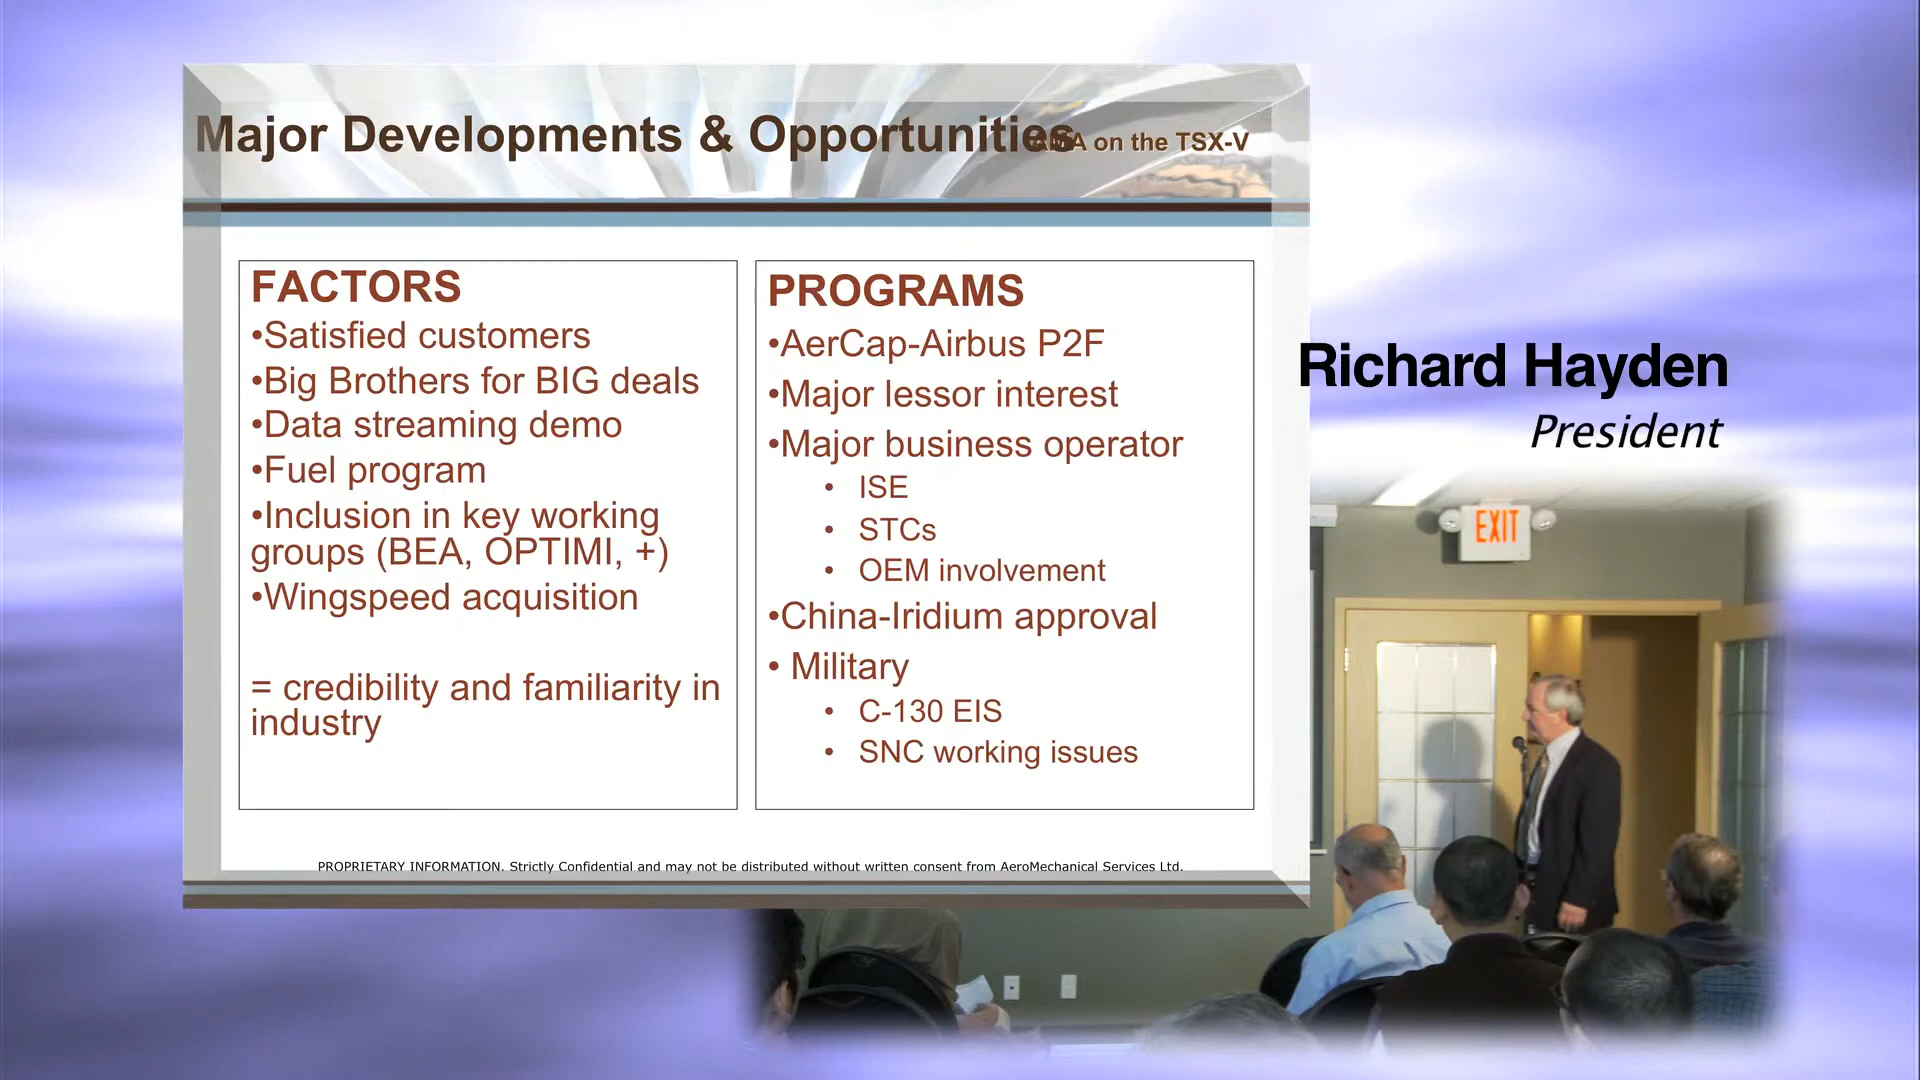 Major Developments & Opportunities
on the TSX-V
FACTORS
•Satisfied customers
•Big Brothers for BIG deals
•Data streaming demo
•Fuel program
•Inclusion in key working
groups (BEA, OPTIMI, +)
•Wingspeed acquisition
= credibility and familiarity in
industry
PROGRAMS
•AerCap-Airbus P2F
•Major lessor interest
•Major business operator
• ISE
• STCs
• OEM involvement
•China-Iridium approval
• Military
• C-130 EIS
• SNC working issues
PROPRIETARY INFORMATION. Strictly Confidential and may not be distributed without written consent from AeroMechanical Services Ltd.
Richard Hayden
President
EXIT